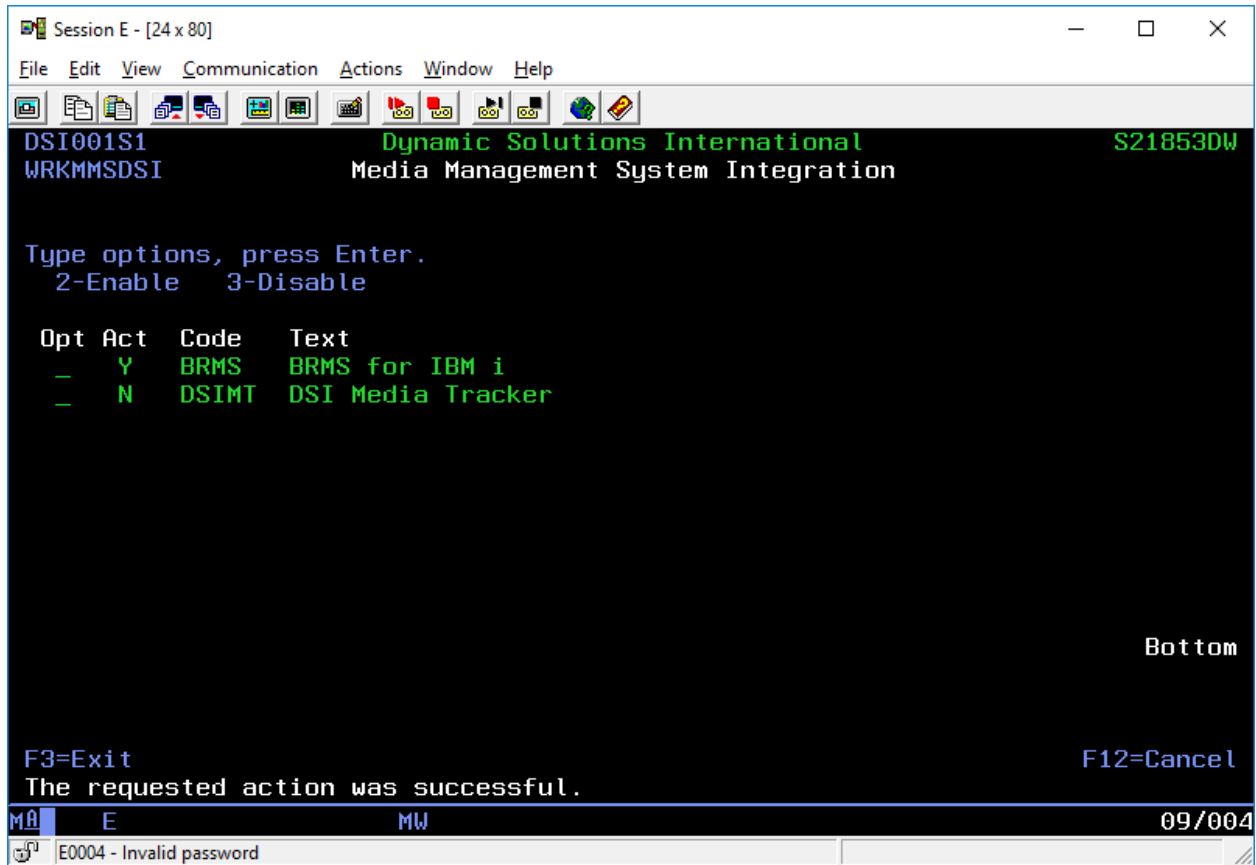 Session E - [24 x 80]
File Edit View Communication Actions Window Help
DSI001S1 Dynamic Solutions International S21853DW
WRKMMSDSI Media Management System Integration
Type options, press Enter.
2-Enable 3-Disable
Opt Act Code Text
_ Y BRMS BRMS for IBM i
_ N DSIMT DSI Media Tracker
Bottom
F3=Exit F12=Cancel
The requested action was successful.
MA E MW 09/004
E0004 - Invalid password